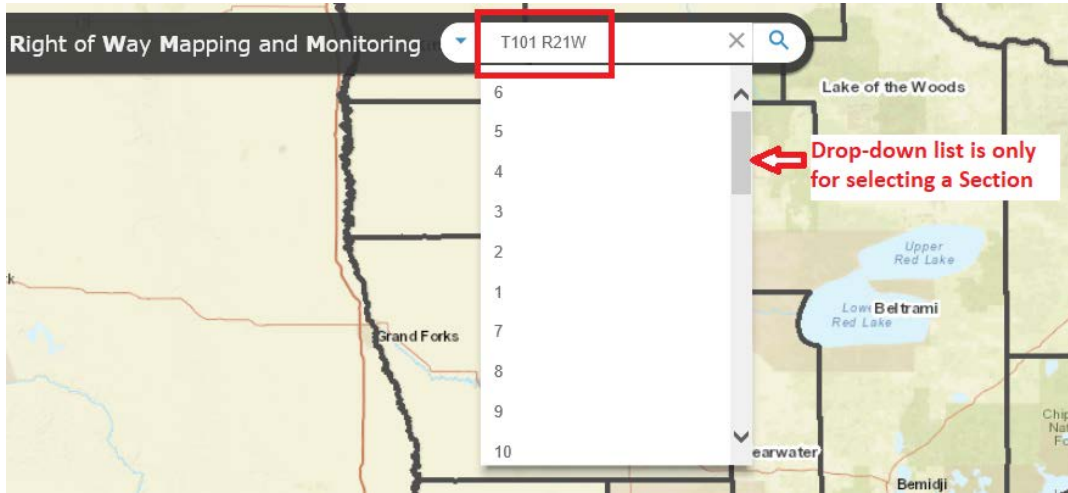 Right of Way Mapping and Monitoring
T101 R21W
6
5
4
3
2
1
7
8
9
10
Drop-down list is only
for selecting a Section
Lake of the Woods
Upper
Red Lake
Beltrami
Red Lake
Grand Forks
Bemidji